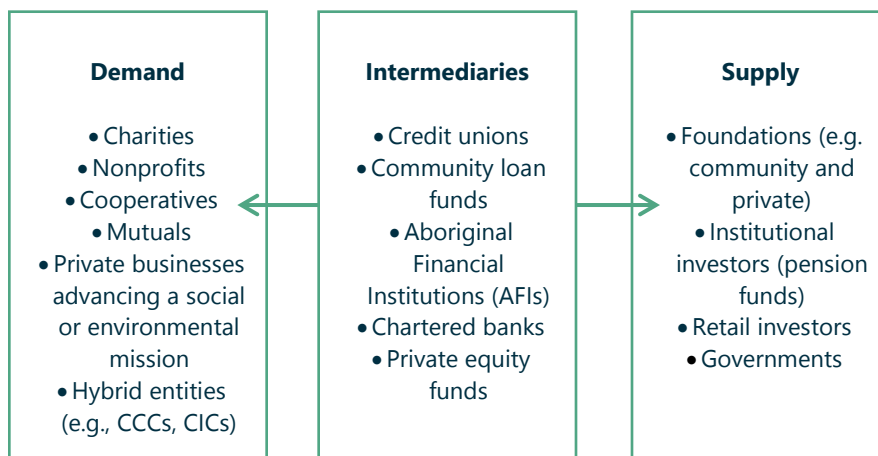 Demand
• Charities
• Nonprofits
• Cooperatives
• Mutuals
• Private businesses
advancing a social
or environmental
mission
• Hybrid entities
(e.g., CCCs, CICs)
Intermediaries
• Credit unions
• Community loan
funds
• Aboriginal
Financial
Institutions (AFIs)
• Chartered banks
• Private equity
funds
Supply
• Foundations (e.g.
community and
private)
• Institutional
investors (pension
funds)
• Retail investors
• Governments